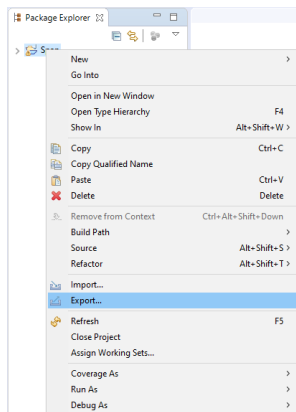 Package Explorer
New
Go Into
Open in New Window
Open Type Hierarchy F4
Show In Alt+Shift+W >
Copy Ctrl+C
Copy Qualified Name
Paste Ctrl+V
Delete Delete
Remove from Context Ctrl+Alt+Shift+Down
Build Path
Source Alt+Shift+S >
Refactor Alt+Shift+T >
Import...
Export...
Refresh F5
Close Project
Assign Working Sets...
Coverage As
Run As
Debug As